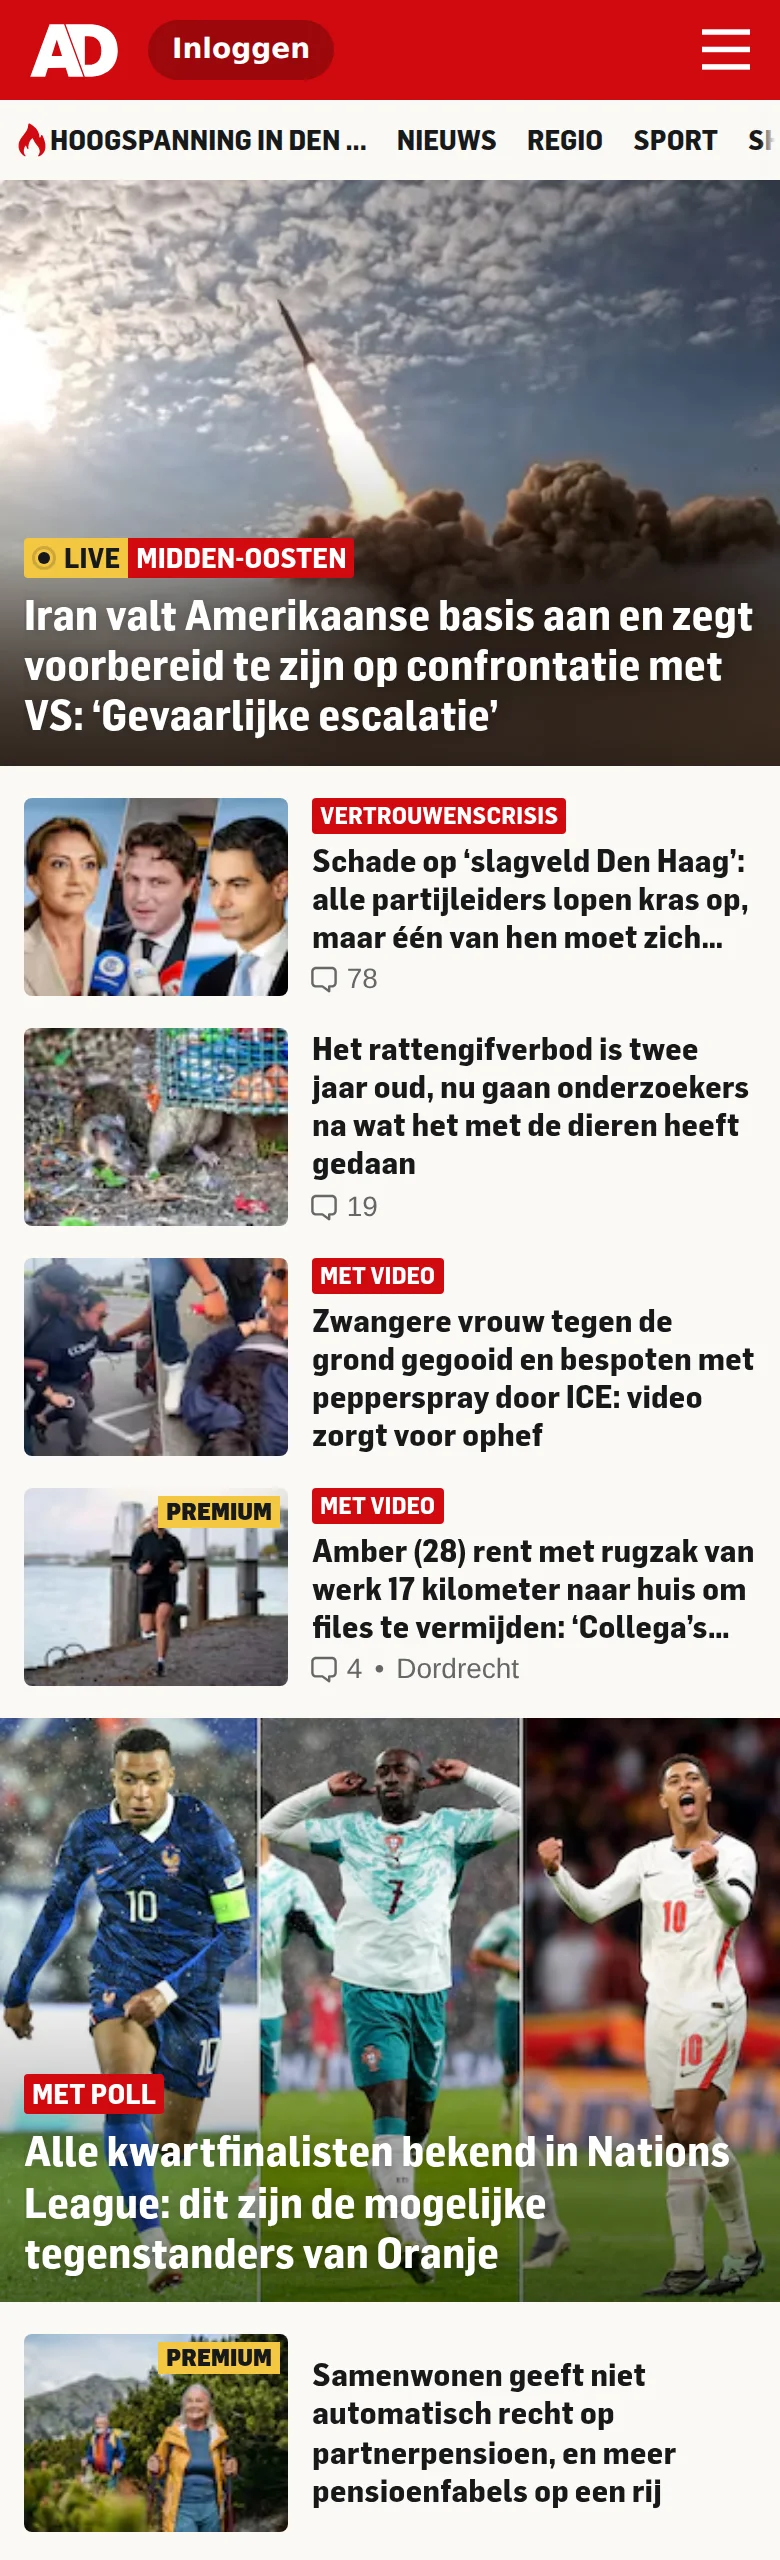 AD Inloggen
HOOGSPANNING IN DEN ... NIEUWS REGIO SPORT
LIVE MIDDEN-OOSTEN
Iran valt Amerikaanse basis aan en zegt
voorbereid te zijn op confrontatie met
VS: ‘Gevaarlijke escalatie’
VERTROUWENSCRISIS
Schade op ‘slagveld Den Haag’:
alle partijleiders lopen kras op,
maar één van hen moet zich...
78
Het rattengifverbod is twee
jaar oud, nu gaan onderzoekers
na wat het met de dieren heeft
gedaan
19
MET VIDEO
Zwangere vrouw tegen de
grond gegooid en bespoten met
pepperspray door ICE: video
zorgt voor ophef
PREMIUM
MET VIDEO
Amber (28) rent met rugzak van
werk 17 kilometer naar huis om
files te vermijden: ‘Collega’s...
4 • Dordrecht
10
7
10
10
10
MET POLL
Alle kwartfinalisten bekend in Nations
League: dit zijn de mogelijke
tegenstanders van Oranje
PREMIUM
Samenwonen geeft niet
automatisch recht op
partnerpensioen, en meer
pensioenfabels op een rij